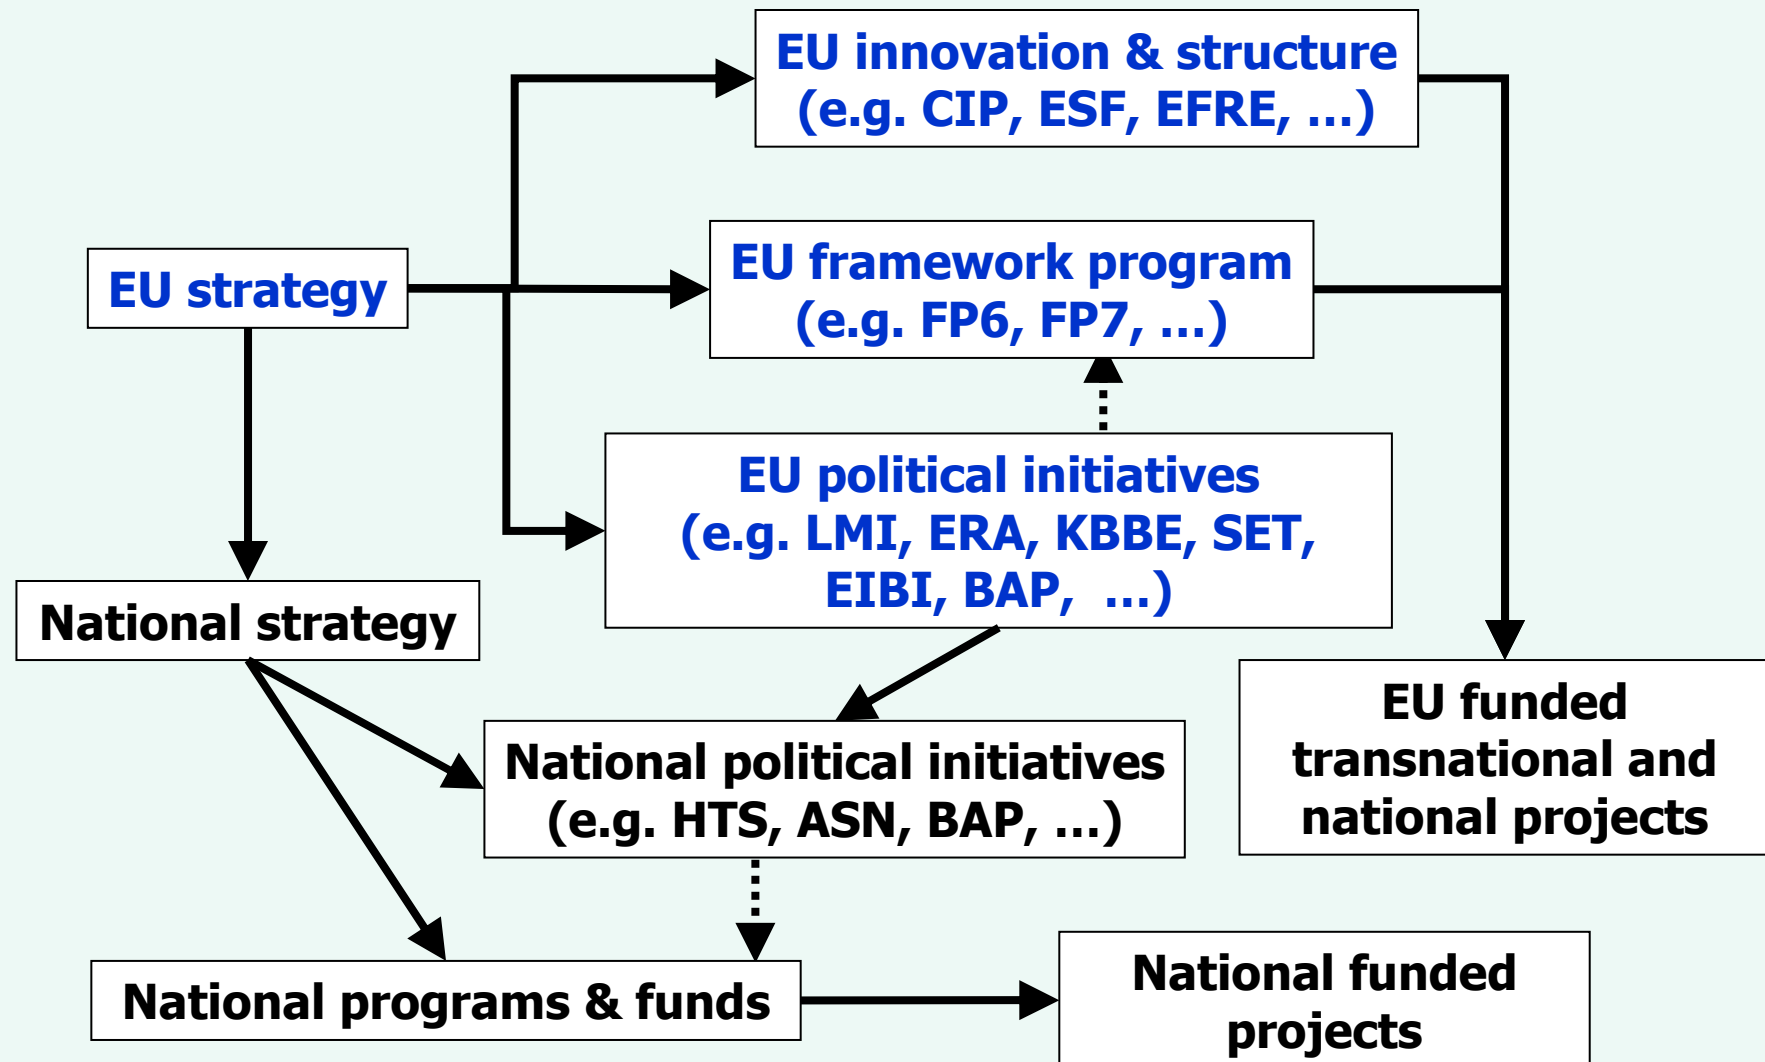 EU innovation & structure
(e.g. CIP, ESF, EFRE, ...)
EU strategy
EU framework program
(e.g. FP6, FP7, ...)
EU political initiatives
(e.g. LMI, ERA, KBBE, SET,
EIBI, BAP,  ...)
National strategy
National political initiatives
(e.g. HTS, ASN, BAP, ...)
EU funded
transnational and
national projects
National programs & funds
National funded
projects